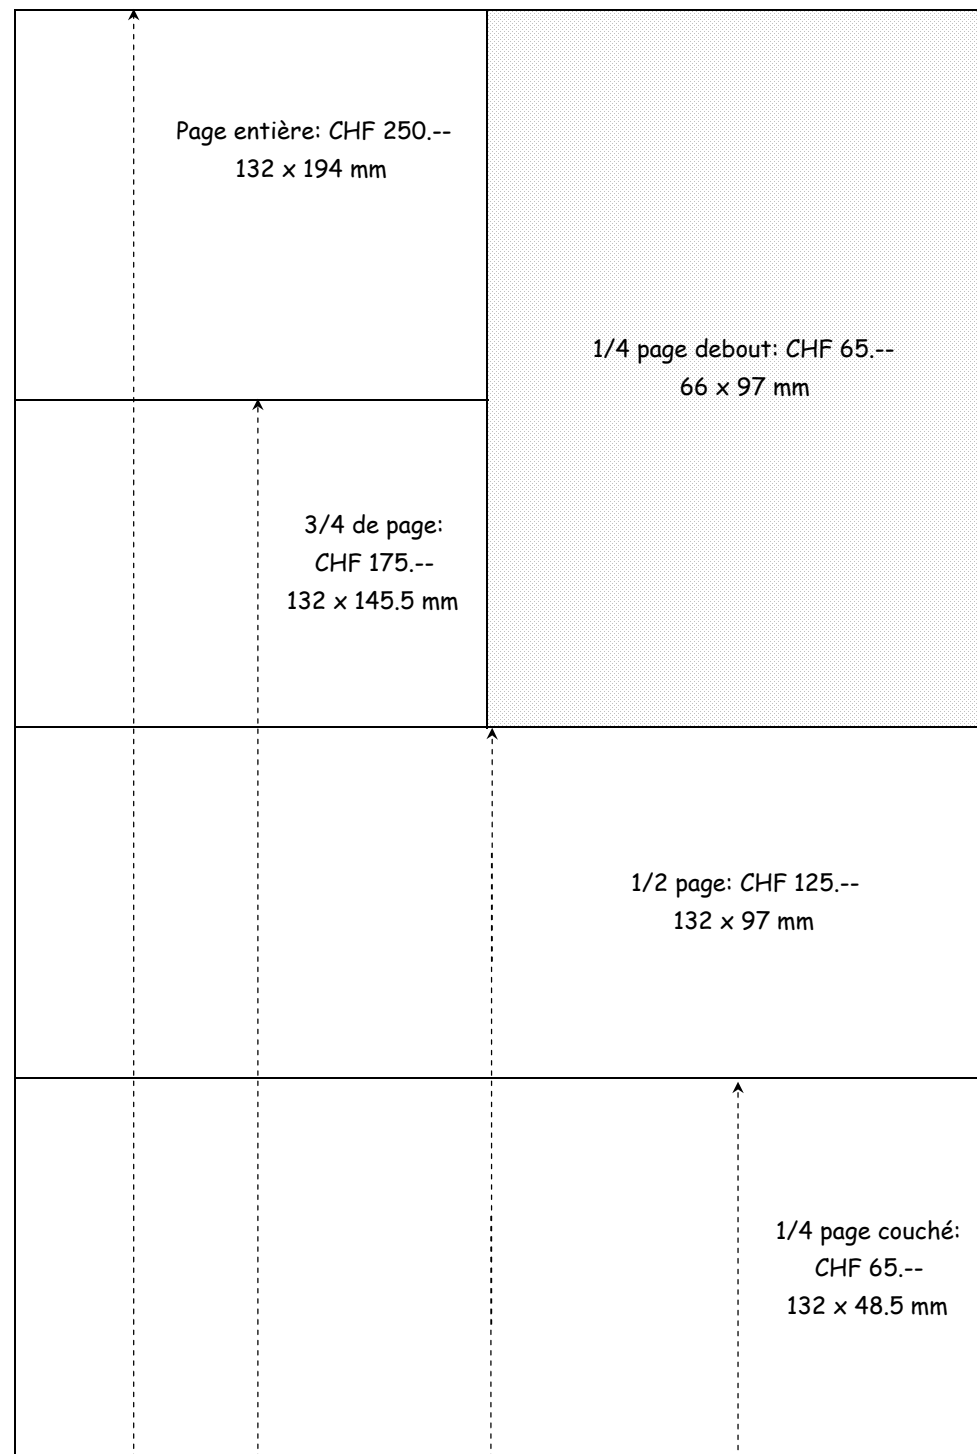 Page entière: CHF 250.--
132 x 194 mm
1/4 page debout: CHF 65.--
66 x 97 mm
3/4 de page:
CHF 175.--
132 x 145.5 mm
1/2 page: CHF 125.--
132 x 97 mm
1/4 page couché:
CHF 65.--
132 x 48.5 mm